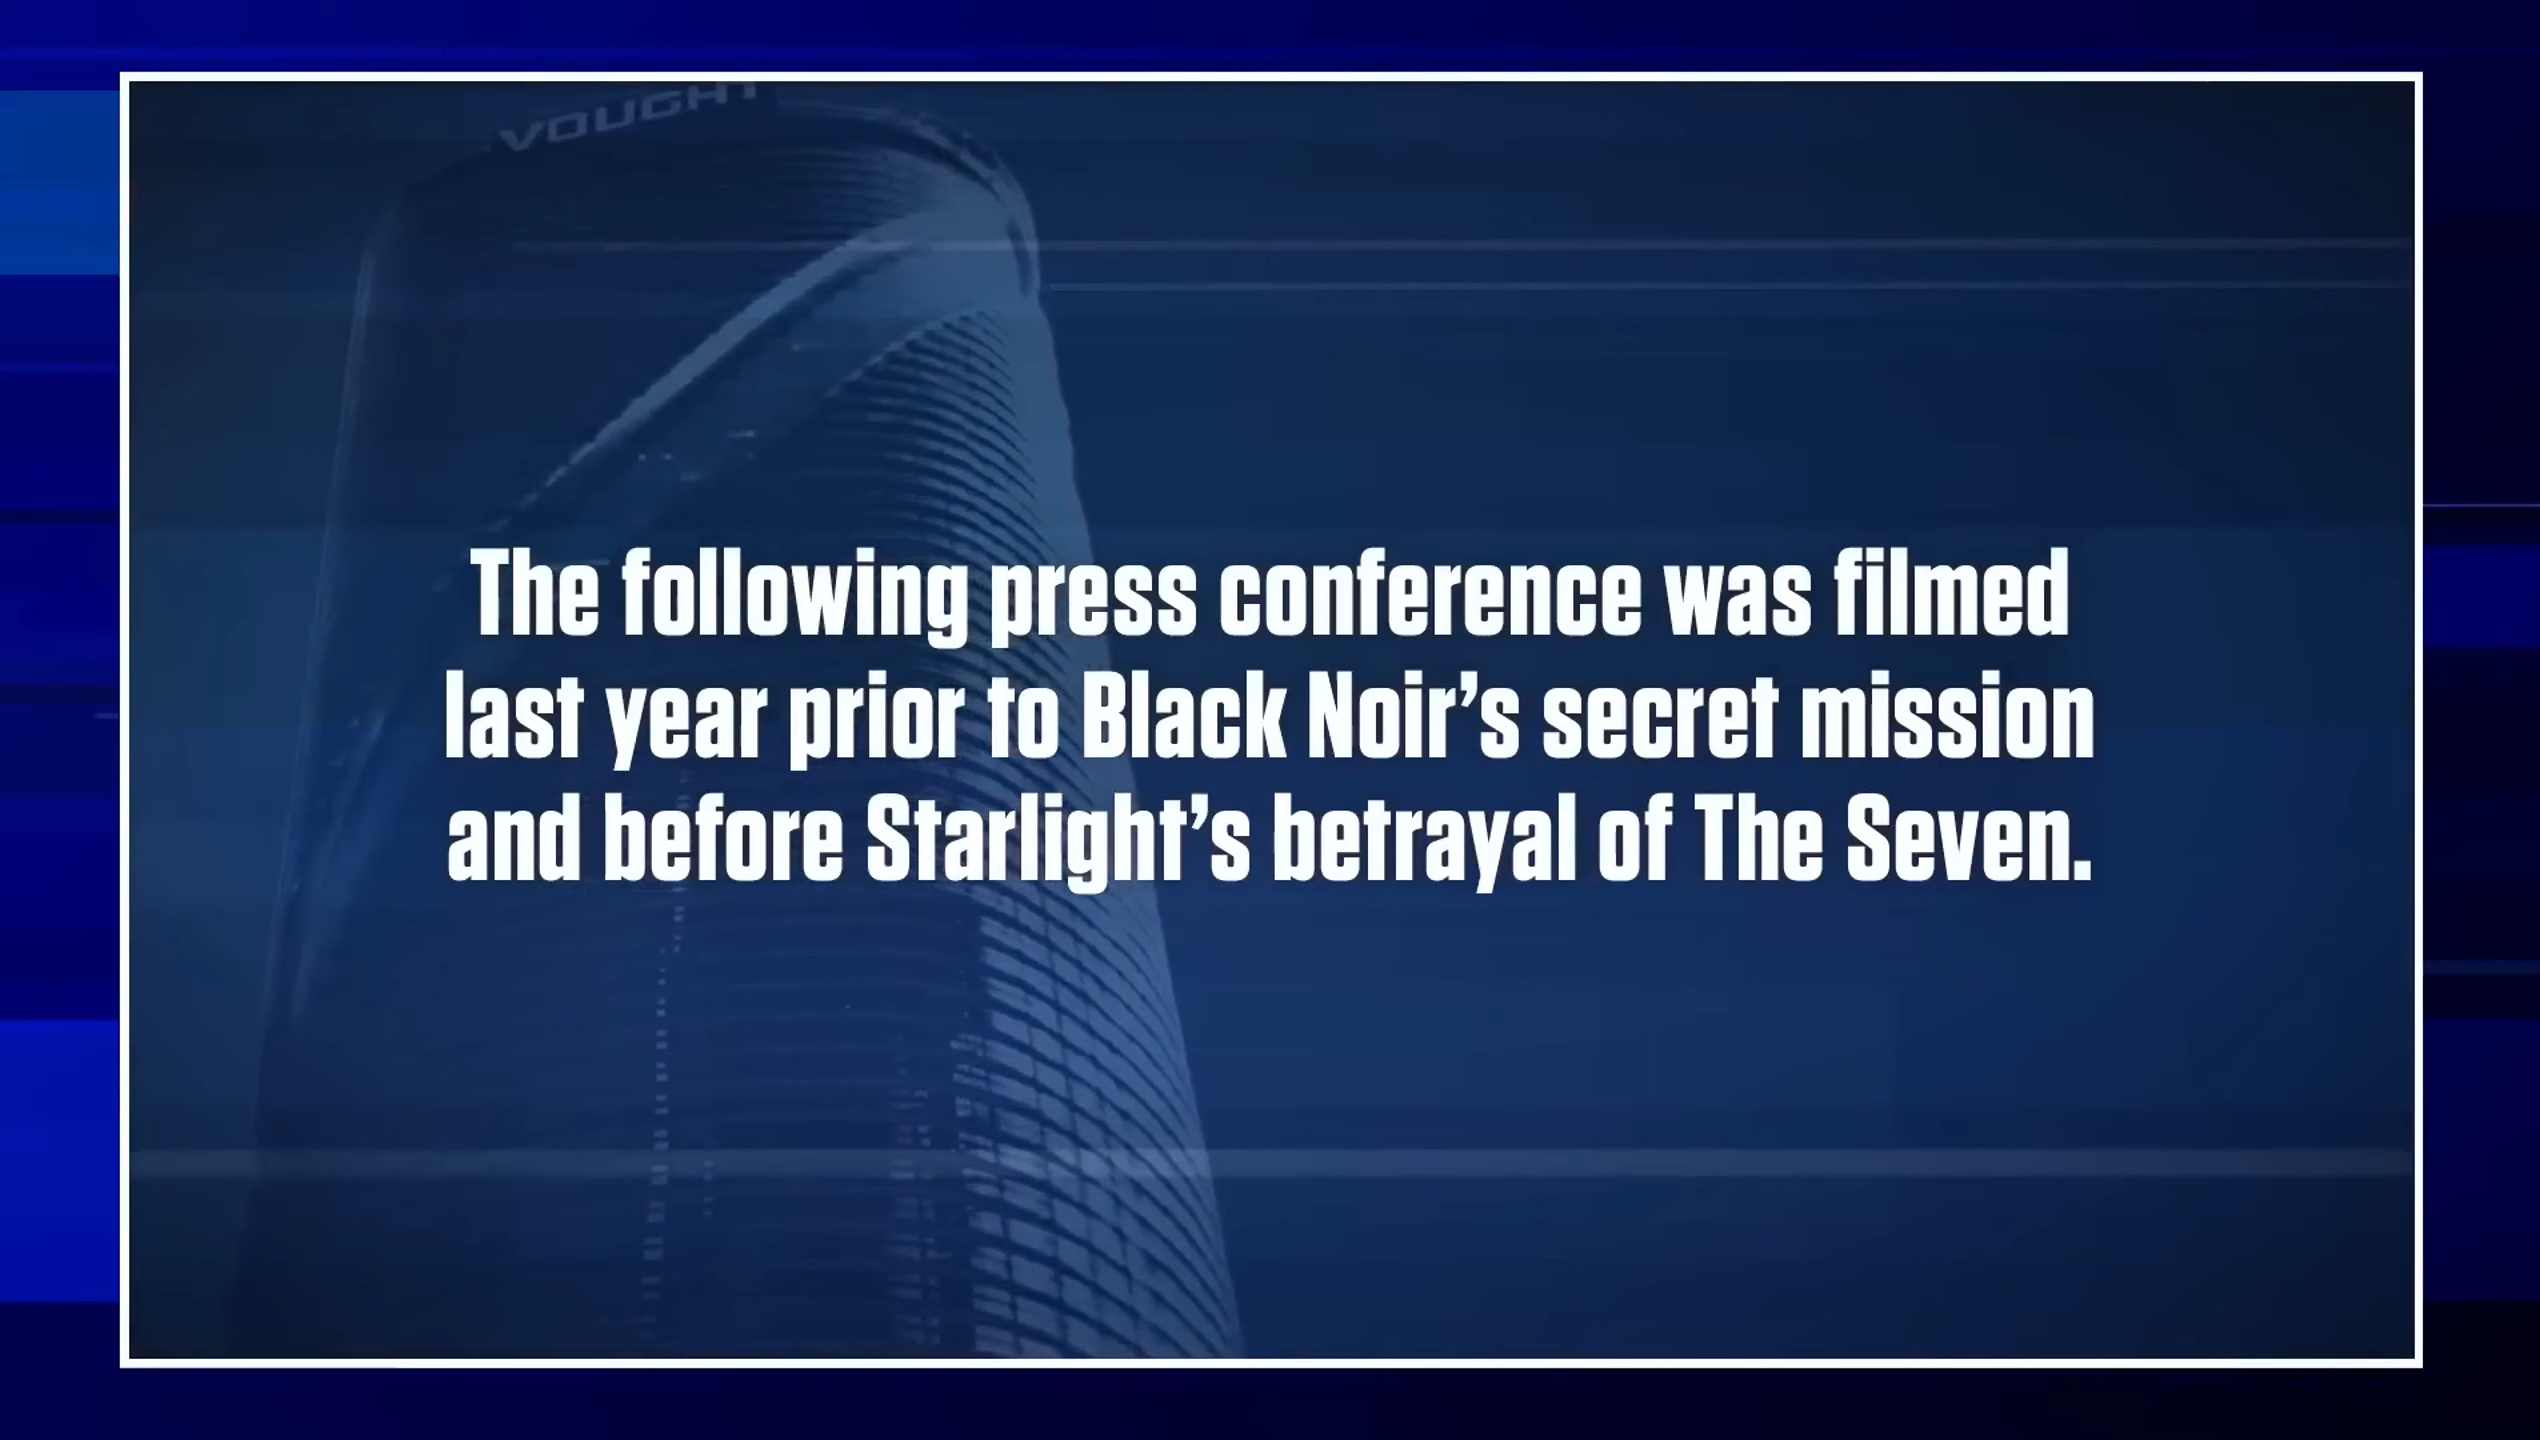 VOUGHT
The following press conference was filmed
last year prior to Black Noir’s secret mission
and before Starlight’s betrayal of The Seven.